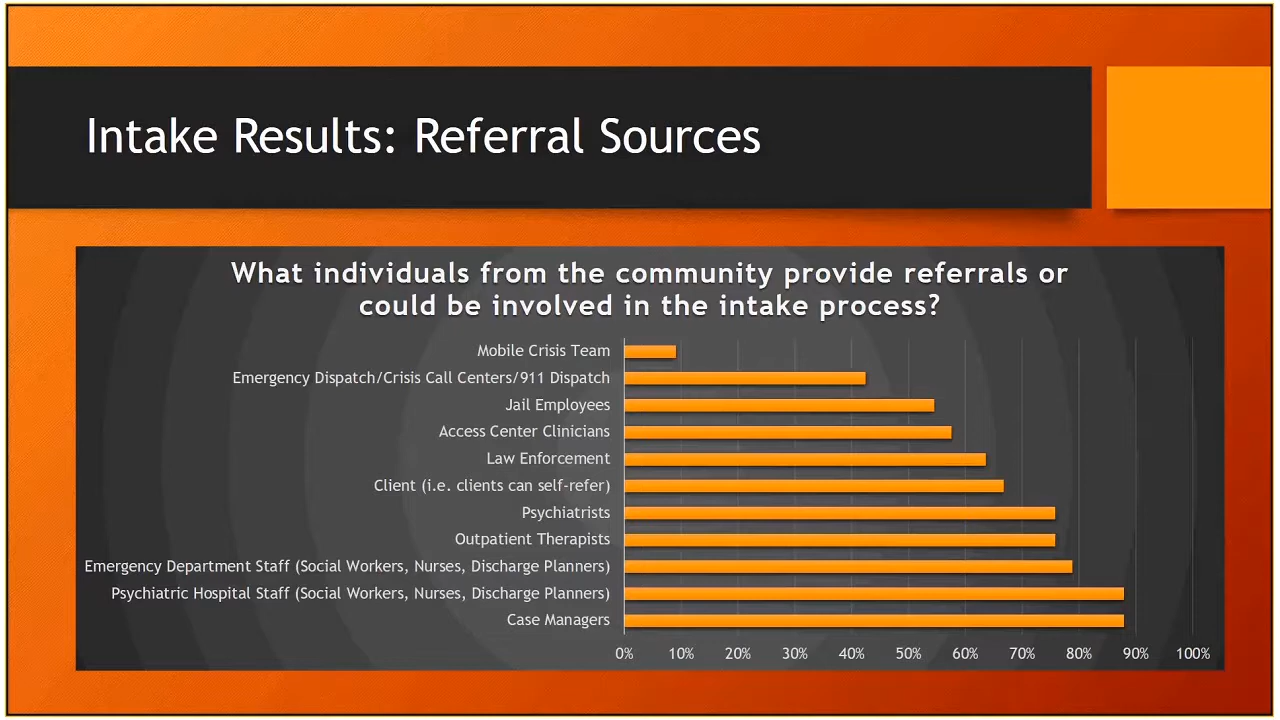 Intake Results: Referral Sources
What individuals from the community provide referrals or
could be involved in the intake process?
Mobile Crisis Team
Emergency Dispatch/Crisis Call Centers/911 Dispatch
Jail Employees
Access Center Clinicians
Law Enforcement
Client (i.e. clients can self-refer)
Psychiatrists
Outpatient Therapists
Emergency Department Staff (Social Workers, Nurses, Discharge Planners)
Psychiatric Hospital Staff (Social Workers, Nurses, Discharge Planners)
Case Managers
0% 10% 20% 30% 40% 50% 60% 70% 80% 90% 100%